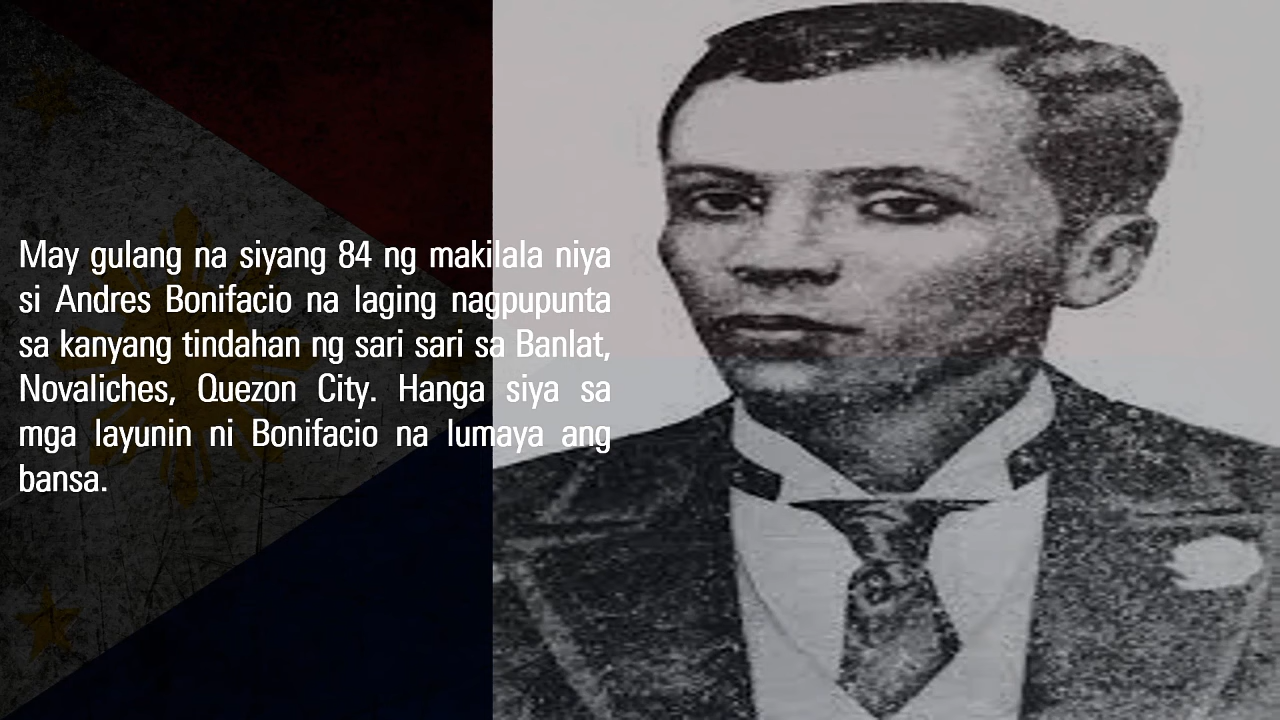 May gulang na siyang 84 ng makilala niya
si Andres Bonifacio na laging nagpupunta
sa kanyang tindahan ng sari sari sa Banlat,
Novaliches, Quezon City. Hanga siya sa
mga layunin ni Bonifacio na lumaya ang
bansa.